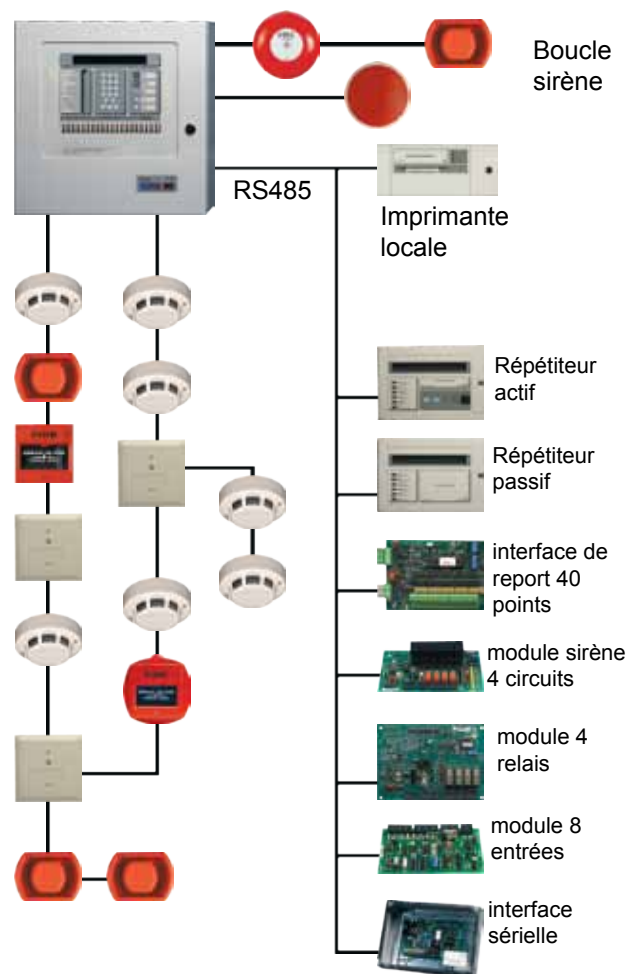 Boucle
sirène
RS485
Imprimante
locale
Répétiteur
actif
Répétiteur
passif
interface de
report 40
points
module sirène
4 circuits
module 4
relais
module 8
entrées
interface
sérielle